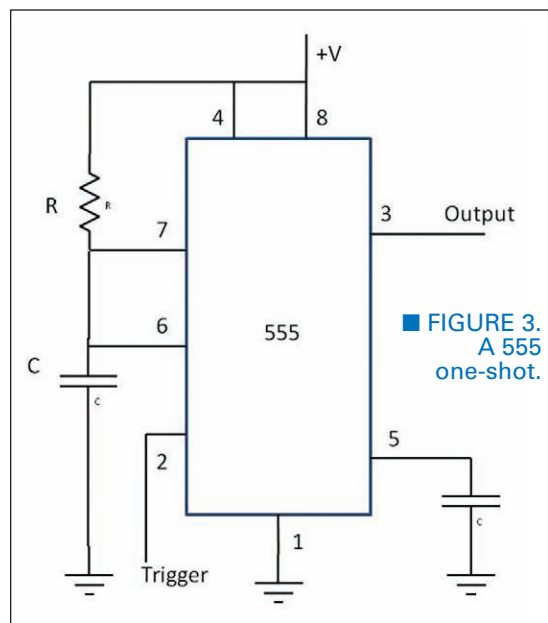 +V
4
8
R
R
7
3
Output
6
555
■ FIGURE 3.
A 555
one-shot.
C
C
2
5
C
1
Trigger